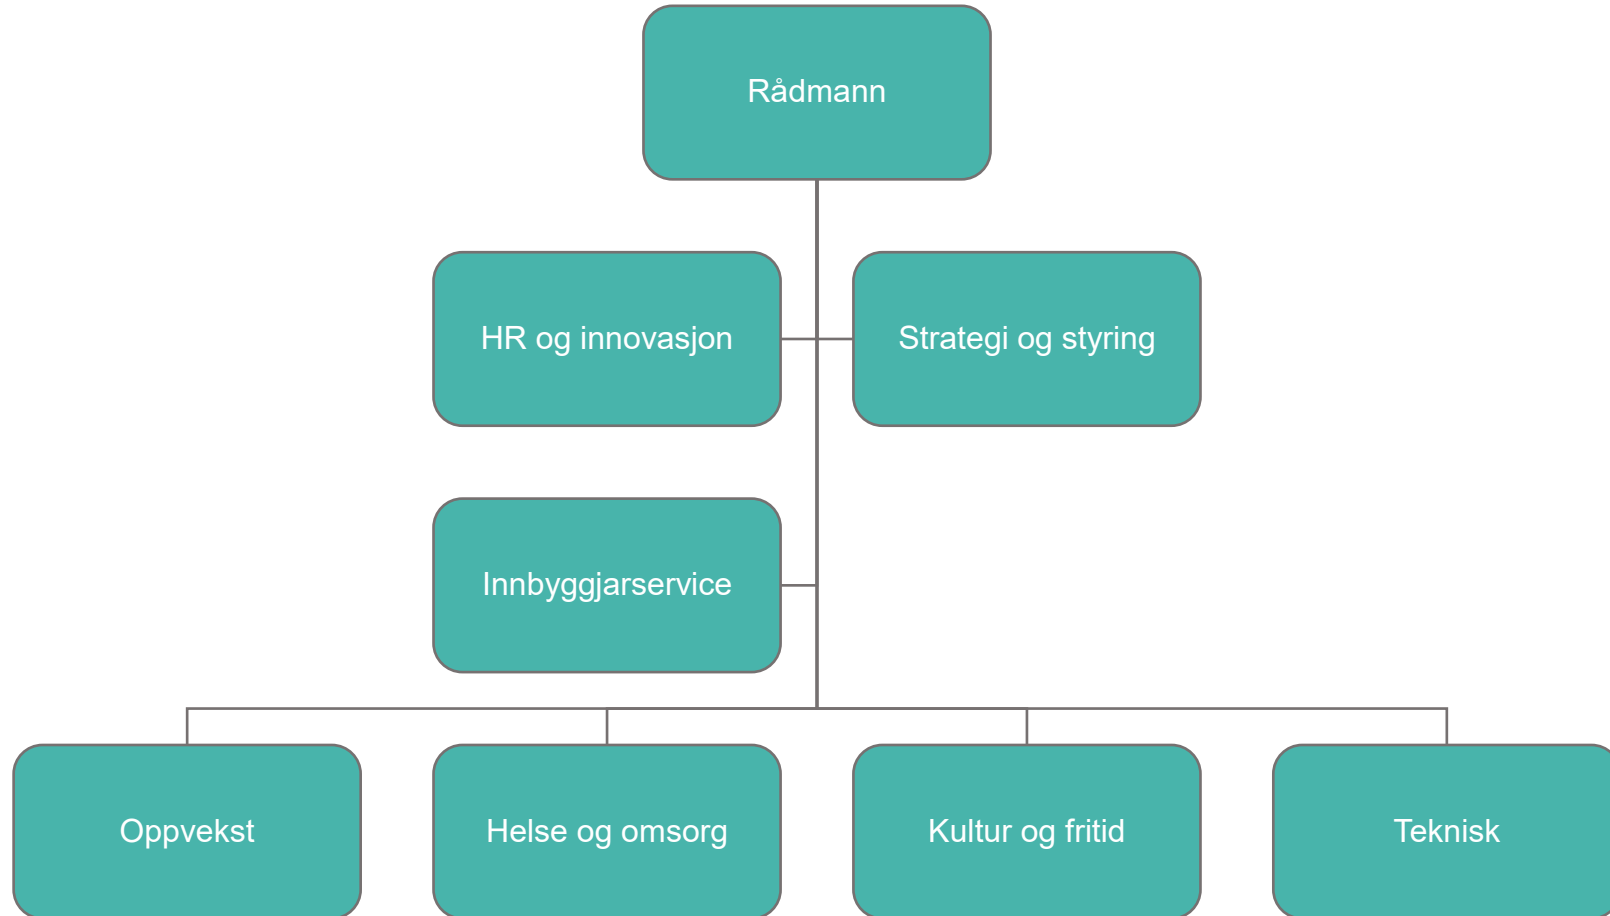 Rådmann
HR og innovasjon
Strategi og styring
Innbyggjarservice
Oppvekst
Helse og omsorg
Kultur og fritid
Teknisk